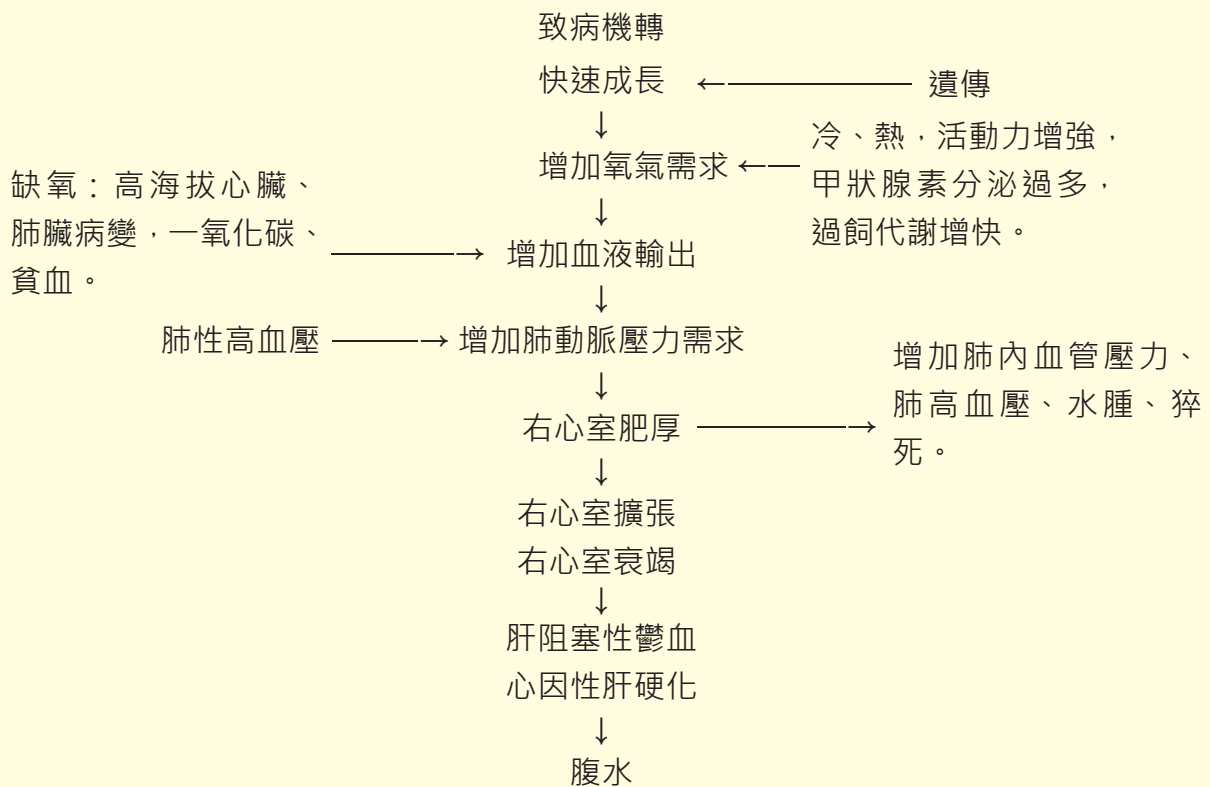 致病機轉
快速成長 ←—————— 遺傳
↓
冷、熱，活動力增強，
增加氧氣需求 ←—
甲狀腺素分泌過多，
過飼代謝增快。
缺氧：高海拔心臟、
肺臟病變，一氧化碳、
貧血。
↓
—————→ 增加血液輸出
↓
肺性高血壓 ————→ 增加肺動脈壓力需求
↓
右心室肥厚 —————→
增加肺內血管壓力、
肺高血壓、水腫、猝
死。
↓
右心室擴張
右心室衰竭
↓
肝阻塞性鬱血
心因性肝硬化
↓
腹水